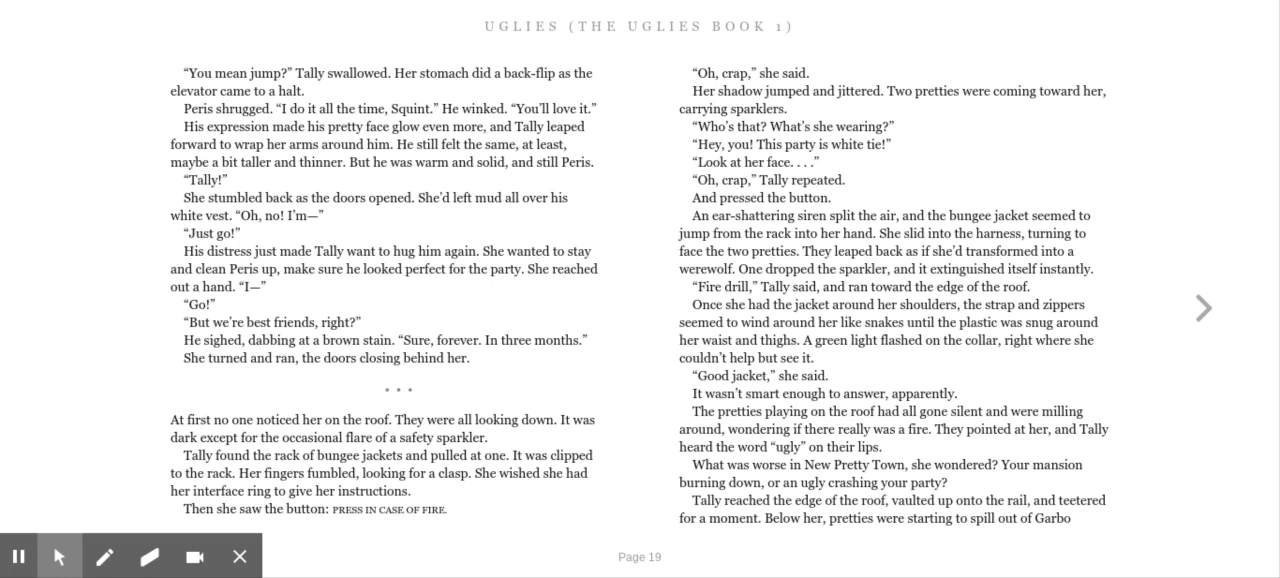 UGLIES (THE UGLIES BOOK 1)
“You mean jump?” Tally swallowed. Her stomach did a back-flip as the
elevator came to a halt.
Peris shrugged. “I do it all the time, Squint.” He winked. “You’ll love it.”
His expression made his pretty face glow even more, and Tally leaped
forward to wrap her arms around him. He still felt the same, at least,
maybe a bit taller and thinner. But he was warm and solid, and still Peris.
“Tally!”
She stumbled back as the doors opened. She’d left mud all over his
white vest. “Oh, no! I’m—”
“Just go!”
His distress just made Tally want to hug him again. She wanted to stay
and clean Peris up, make sure he looked perfect for the party. She reached
out a hand. “I—”
“Go!”
“But we’re best friends, right?”
He sighed, dabbing at a brown stain. “Sure, forever. In three months.”
She turned and ran, the doors closing behind her.
• • •
At first no one noticed her on the roof. They were all looking down. It was
dark except for the occasional flare of a safety sparkler.
Tally found the rack of bungee jackets and pulled at one. It was clipped
to the rack. Her fingers fumbled, looking for a clasp. She wished she had
her interface ring to give her instructions.
Then she saw the button: PRESS IN CASE OF FIRE.
“Oh, crap,” she said.
Her shadow jumped and jittered. Two pretties were coming toward her,
carrying sparklers.
“Who’s that? What’s she wearing?”
“Hey, you! This party is white tie!”
“Look at her face. . . .”
“Oh, crap,” Tally repeated.
And pressed the button.
An ear-shattering siren split the air, and the bungee jacket seemed to
jump from the rack into her hand. She slid into the harness, turning to
face the two pretties. They leaped back as if she’d transformed into a
werewolf. One dropped the sparkler, and it extinguished itself instantly.
“Fire drill,” Tally said, and ran toward the edge of the roof.
Once she had the jacket around her shoulders, the strap and zippers
seemed to wind around her like snakes until the plastic was snug around
her waist and thighs. A green light flashed on the collar, right where she
couldn’t help but see it.
“Good jacket,” she said.
It wasn’t smart enough to answer, apparently.
The pretties playing on the roof had all gone silent and were milling
around, wondering if there really was a fire. They pointed at her, and Tally
heard the word “ugly” on their lips.
What was worse in New Pretty Town, she wondered? Your mansion
burning down, or an ugly crashing your party?
Tally reached the edge of the roof, vaulted up onto the rail, and teetered
for a moment. Below her, pretties were starting to spill out of Garbo
Page 19